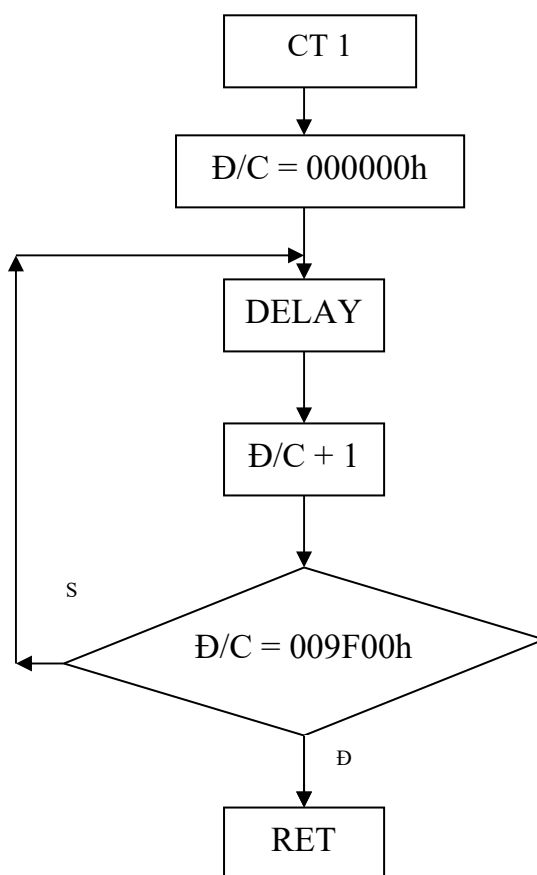 CT 1
Đ/C = 000000h
DELAY
Đ/C + 1
S
Đ/C = 009F00h
Đ
RET